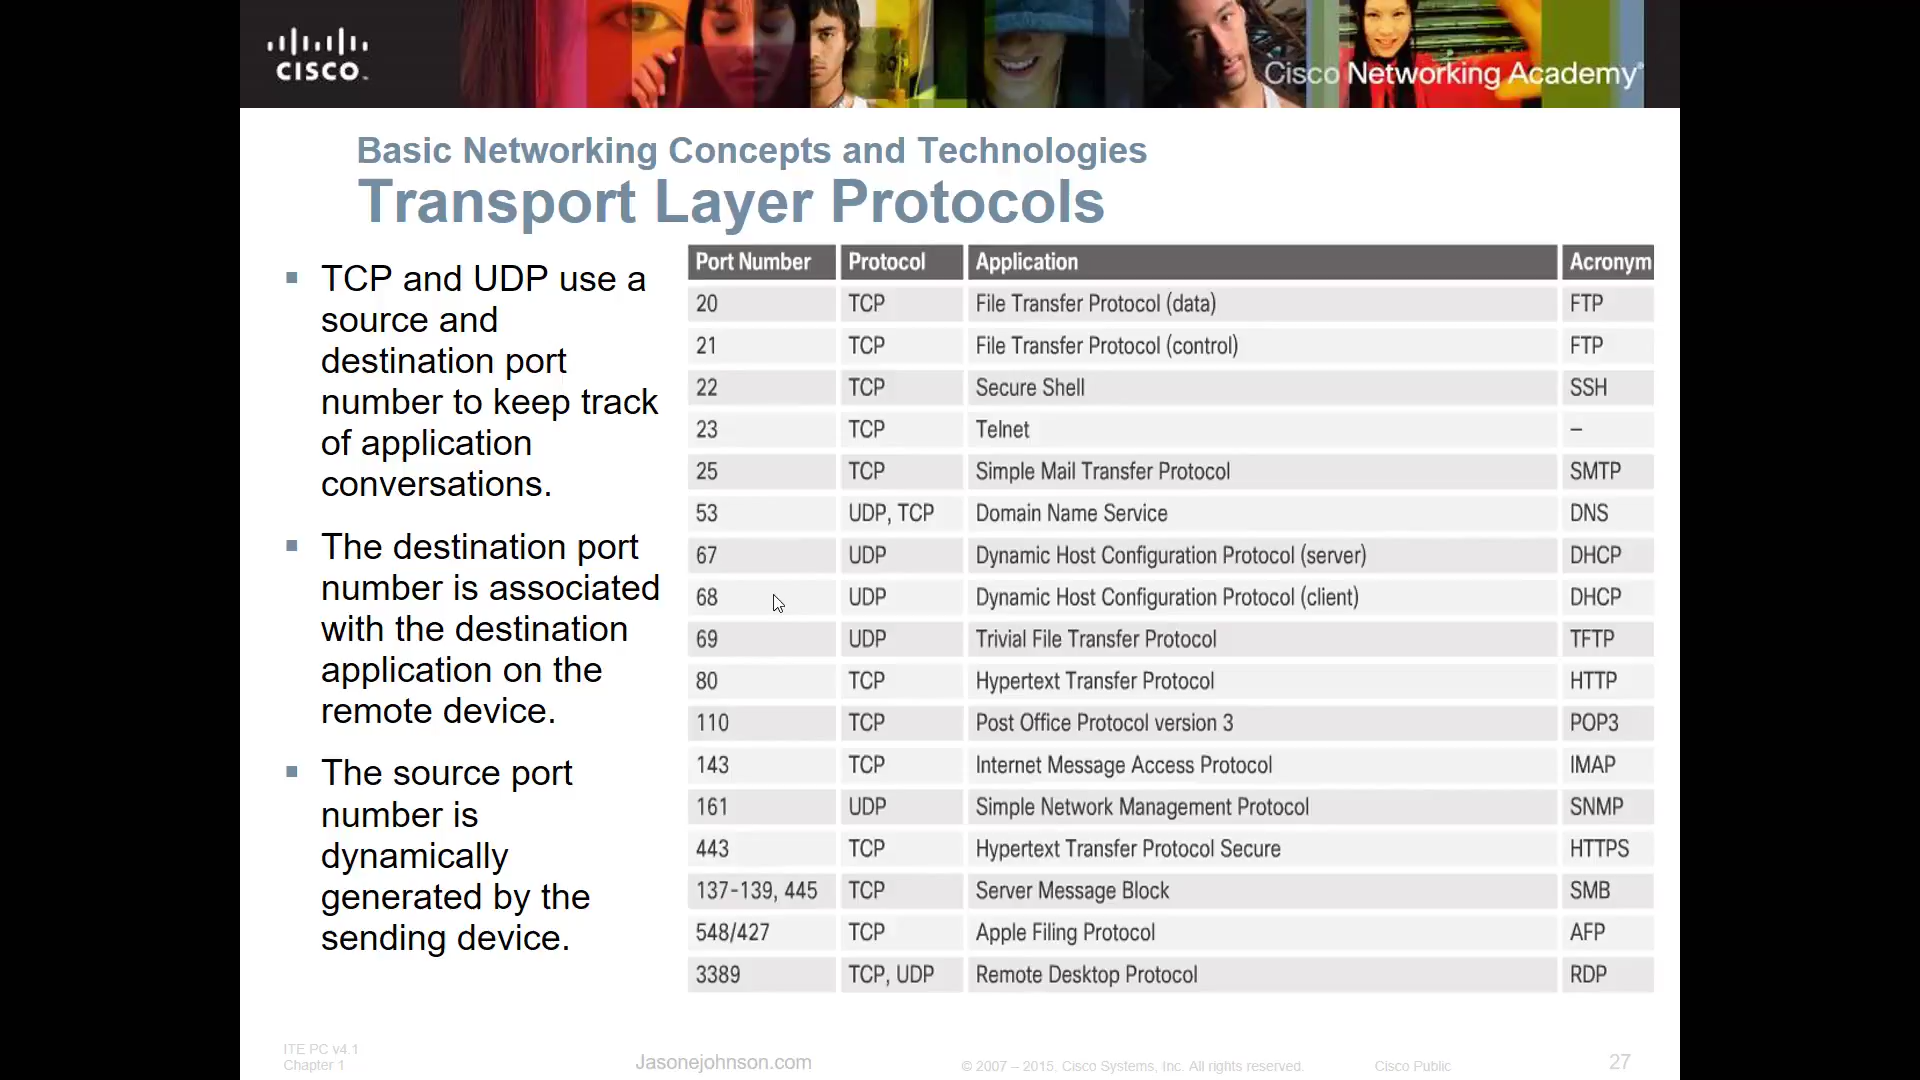 CISCO
Cisco Networking Academy
Basic Networking Concepts and Technologies
Transport Layer Protocols
▪ TCP and UDP use a
source and
destination port
number to keep track
of application
conversations.
▪ The destination port
number is associated
with the destination
application on the
remote device.
▪ The source port
number is
dynamically
generated by the
sending device.
Port Number Protocol Application Acronym
20 TCP File Transfer Protocol (data) FTP
21 TCP File Transfer Protocol (control) FTP
22 TCP Secure Shell SSH
23 TCP Telnet –
25 TCP Simple Mail Transfer Protocol SMTP
53 UDP, TCP Domain Name Service DNS
67 UDP Dynamic Host Configuration Protocol (server) DHCP
68 UDP Dynamic Host Configuration Protocol (client) DHCP
69 UDP Trivial File Transfer Protocol TFTP
80 TCP Hypertext Transfer Protocol HTTP
110 TCP Post Office Protocol version 3 POP3
143 TCP Internet Message Access Protocol IMAP
161 UDP Simple Network Management Protocol SNMP
443 TCP Hypertext Transfer Protocol Secure HTTPS
137-139, 445 TCP Server Message Block SMB
548/427 TCP Apple Filing Protocol AFP
3389 TCP, UDP Remote Desktop Protocol RDP
ITE PC v4.1
Chapter 1
Jasonejohnson.com
© 2007 – 2015, Cisco Systems, Inc. All rights reserved.
Cisco Public
27